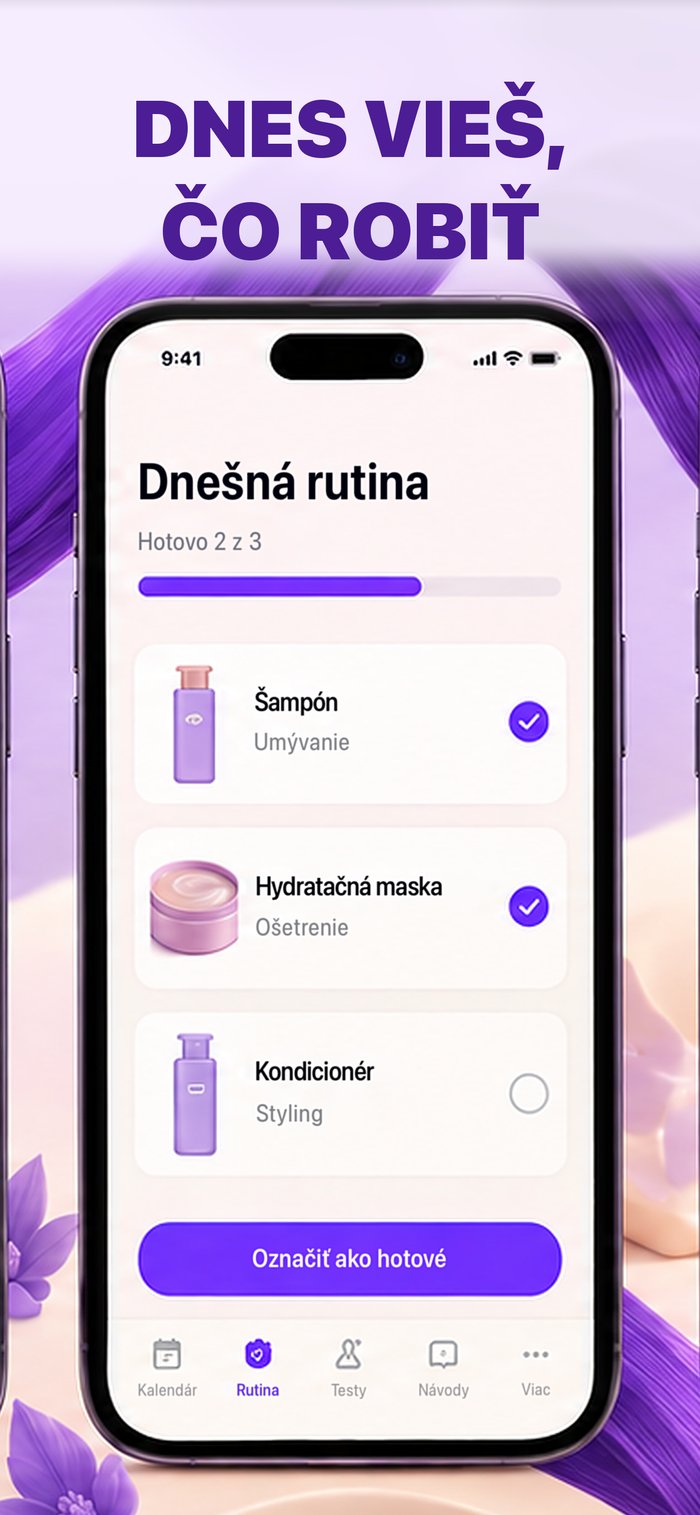 DNES VIEŠ,
ČO ROBIŤ
9:41
Dnešná rutina
Hotovo 2 z 3
Šampón
Umývanie
Hydratačná maska
Ošetrenie
Kondicionér
Styling
Označiť ako hotové
Kalendár
Rutina
Testy
Návody
Viac